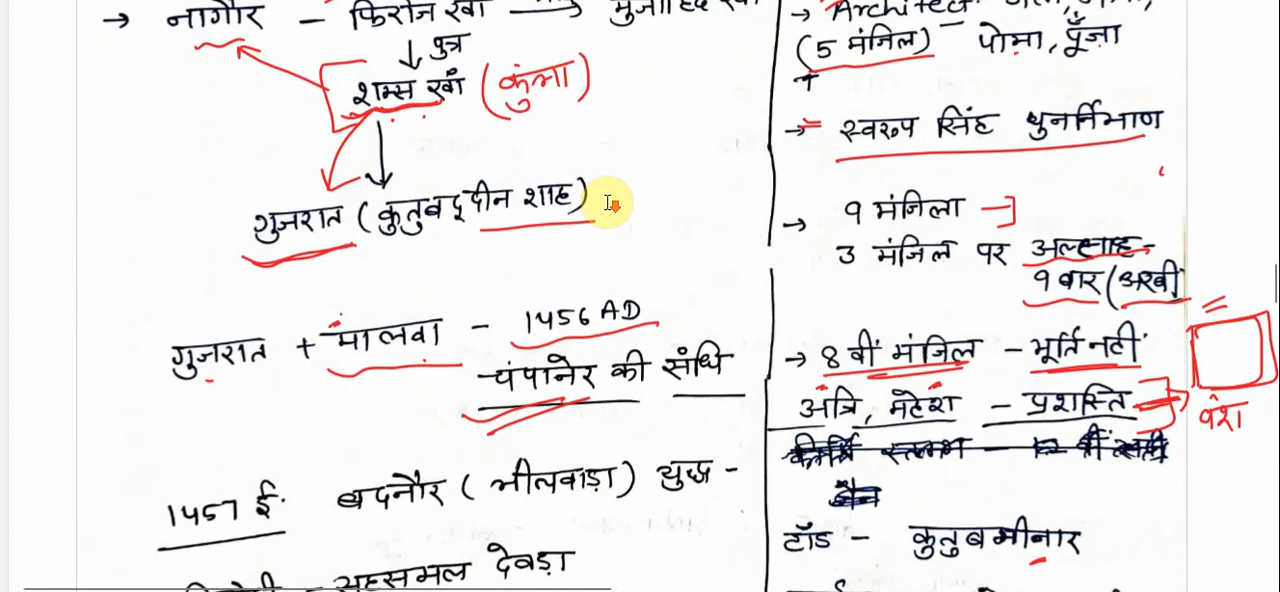 → नागौर – फिरोज खां → मुजाहिद खां
↓ पुत्र
शम्स खां (कुंभा)
गुजरात (कुतुबद्दीन शाह)
गुजरात + मालवा – 1456 AD
-चंपानेर की संधि
1457 ई. बदनौर (भीलवाड़ा) युद्ध -
सहसमल देवड़ा
→ Architect
(5 मंजिल) पोमा, पूँजा
→ स्वरुप सिंह पुनर्निमाण
→ 9 मंजिला
3 मंजिल पर अल्लाह-
9 बार (अरबी
→ 8 वीं मंजिल – मूर्ति नहीं
अत्रि, महेश – प्रशस्ति
वंश
टॉड – कुतुबमीनार